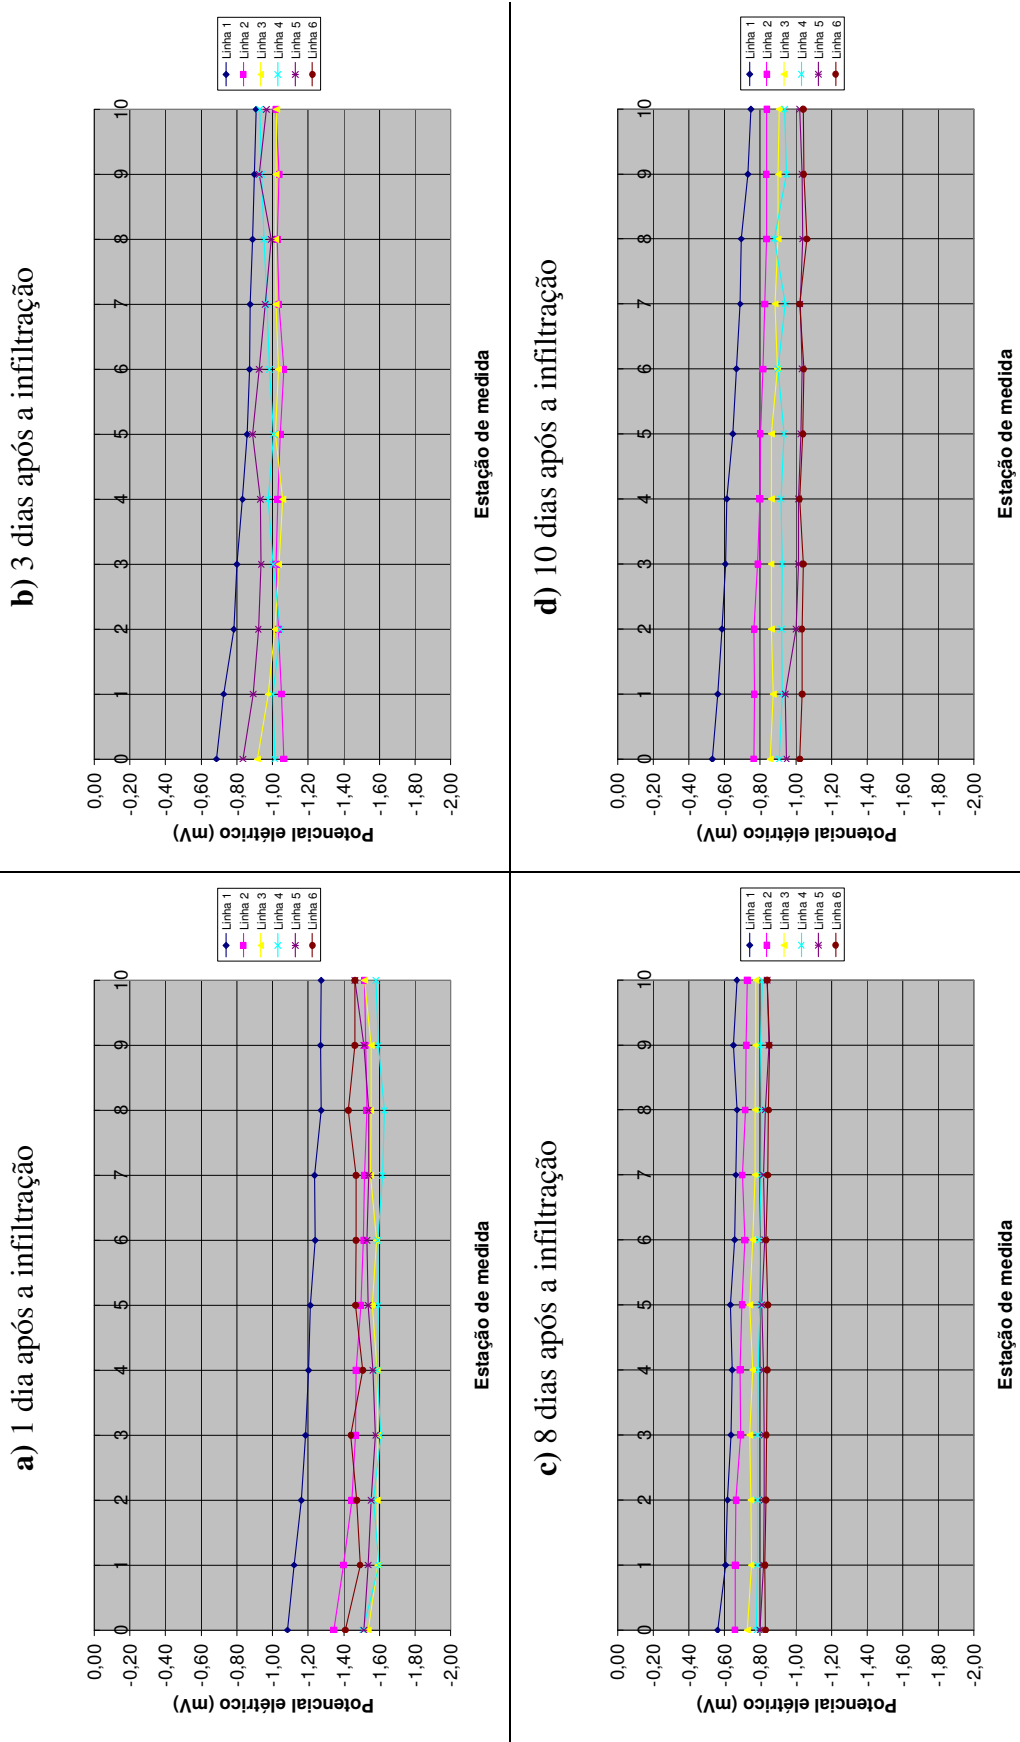 a) 1 dia após a infiltração
0,00
-0,20
-0,40
-0,60
-0,80
-1,00
-1,20
-1,40
-1,60
-1,80
-2,00
0 1 2 3 4 5 6 7 8 9 10
Estação de medida
Potencial elétrico (mV)
Linha 1
Linha 2
Linha 3
Linha 4
Linha 5
Linha 6
b) 3 dias após a infiltração
0,00
-0,20
-0,40
-0,60
-0,80
-1,00
-1,20
-1,40
-1,60
-1,80
-2,00
0 1 2 3 4 5 6 7 8 9 10
Estação de medida
Potencial elétrico (mV)
Linha 1
Linha 2
Linha 3
Linha 4
Linha 5
Linha 6
c) 8 dias após a infiltração
0,00
-0,20
-0,40
-0,60
-0,80
-1,00
-1,20
-1,40
-1,60
-1,80
-2,00
0 1 2 3 4 5 6 7 8 9 10
Estação de medida
Potencial elétrico (mV)
Linha 1
Linha 2
Linha 3
Linha 4
Linha 5
Linha 6
d) 10 dias após a infiltração
0,00
-0,20
-0,40
-0,60
-0,80
-1,00
-1,20
-1,40
-1,60
-1,80
-2,00
0 1 2 3 4 5 6 7 8 9 10
Estação de medida
Potencial elétrico (mV)
Linha 1
Linha 2
Linha 3
Linha 4
Linha 5
Linha 6